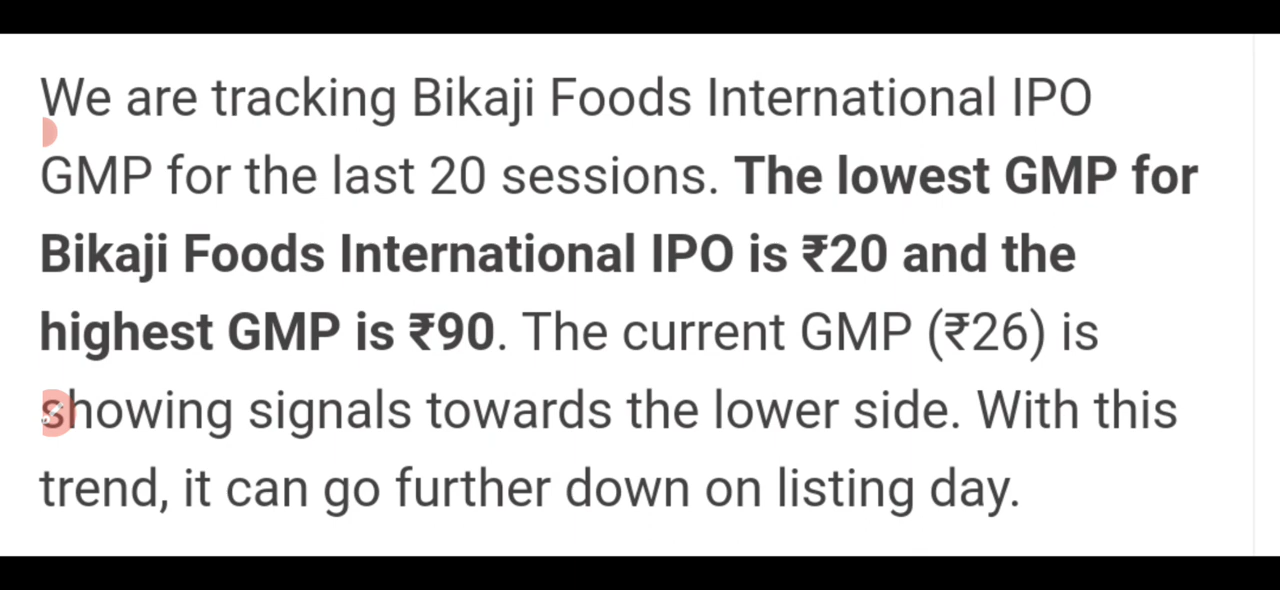 We are tracking Bikaji Foods International IPO
GMP for the last 20 sessions. The lowest GMP for
Bikaji Foods International IPO is ₹20 and the
highest GMP is ₹90. The current GMP (₹26) is
showing signals towards the lower side. With this
trend, it can go further down on listing day.